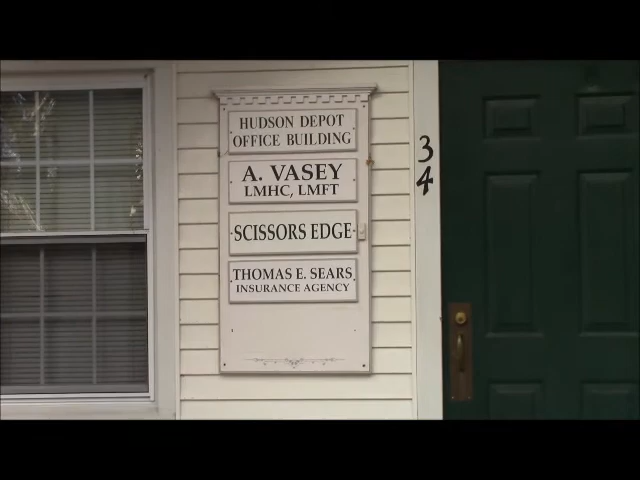 HUDSON DEPOT
OFFICE BUILDING
A. VASEY
LMHC, LMFT
SCISSORS EDGE
THOMAS E. SEARS
INSURANCE AGENCY
34